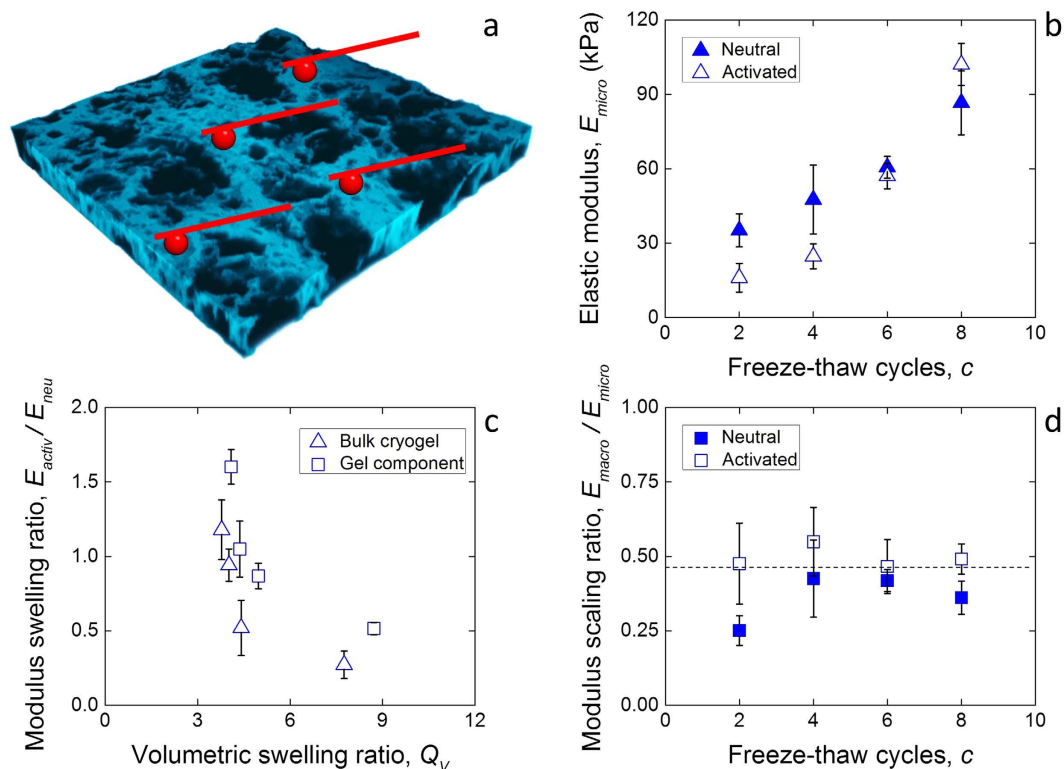 a
b
Elastic modulus, E_micro (kPa)
120
90
60
30
0
Neutral
Activated
0 2 4 6 8 10
Freeze-thaw cycles, c
c
Modulus swelling ratio, E_activ / E_neu
2.0
1.5
1.0
0.5
0.0
Bulk cryogel
Gel component
0 3 6 9 12
Volumetric swelling ratio, Q_V
d
Modulus scaling ratio, E_macro / E_micro
1.00
0.75
0.50
0.25
0.00
Neutral
Activated
0 2 4 6 8 10
Freeze-thaw cycles, c